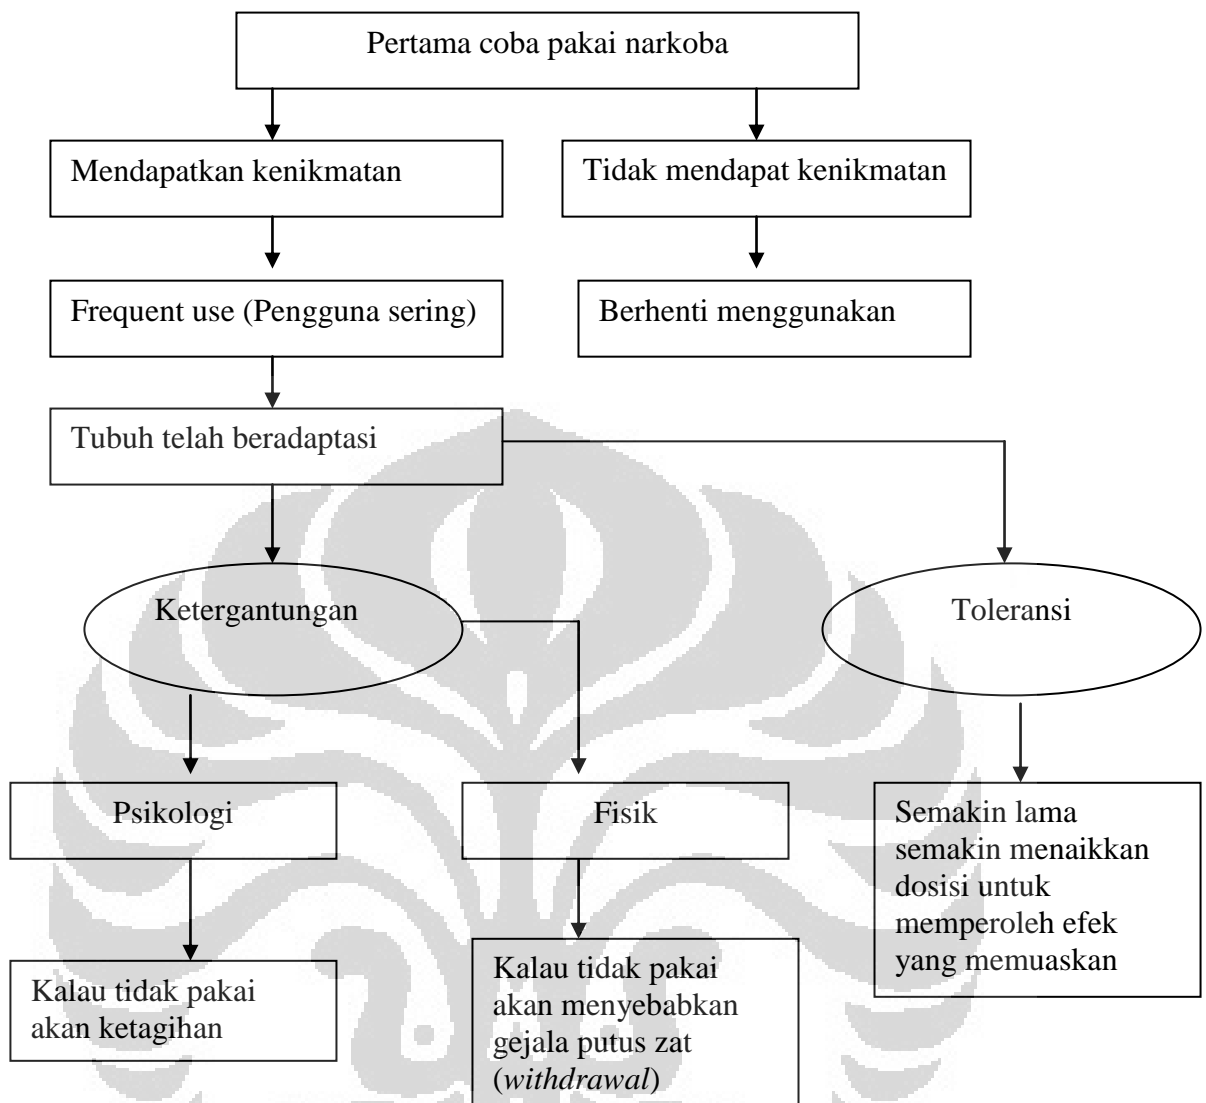 Pertama coba pakai narkoba
Mendapatkan kenikmatan
Tidak mendapat kenikmatan
Frequent use (Pengguna sering)
Berhenti menggunakan
Tubuh telah beradaptasi
Ketergantungan
Toleransi
Psikologi
Fisik
Semakin lama
semakin menaikkan
dosisi untuk
memperoleh efek
yang memuaskan
Kalau tidak pakai
akan ketagihan
Kalau tidak pakai
akan menyebabkan
gejala putus zat
(withdrawal)